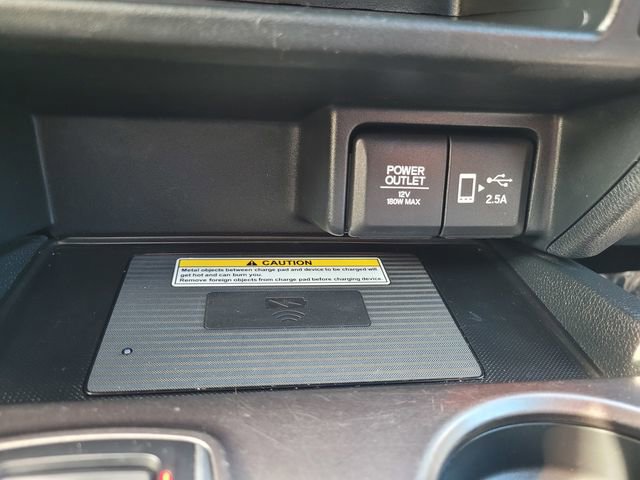 POWER
OUTLET
12V
180W MAX
2.5A
CAUTION
Metal objects between charge pad and device to be charged will
get hot and can burn you.
Remove foreign objects from charge pad before charging device.